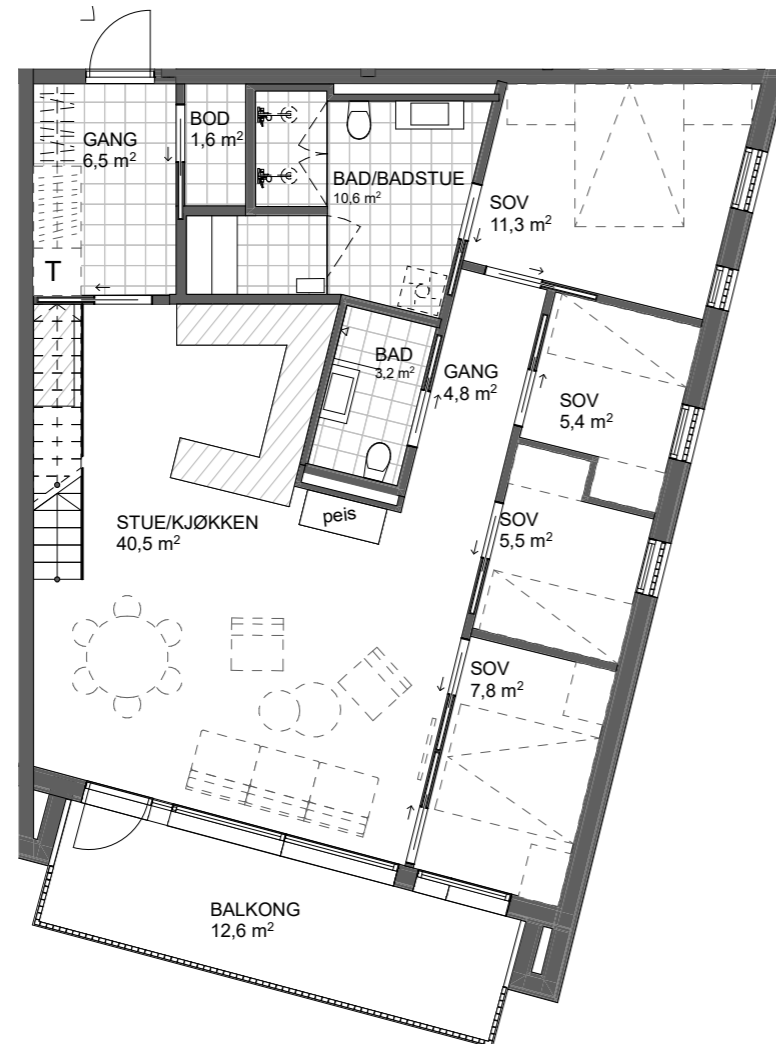 GANG
6,5 m²
BOD
1,6 m²
BAD/BADSTUE
10,6 m²
SOV
11,3 m²
T
BAD
3,2 m²
GANG
4,8 m²
SOV
5,4 m²
STUE/KJØKKEN
40,5 m²
peis
SOV
5,5 m²
SOV
7,8 m²
BALKONG
12,6 m²